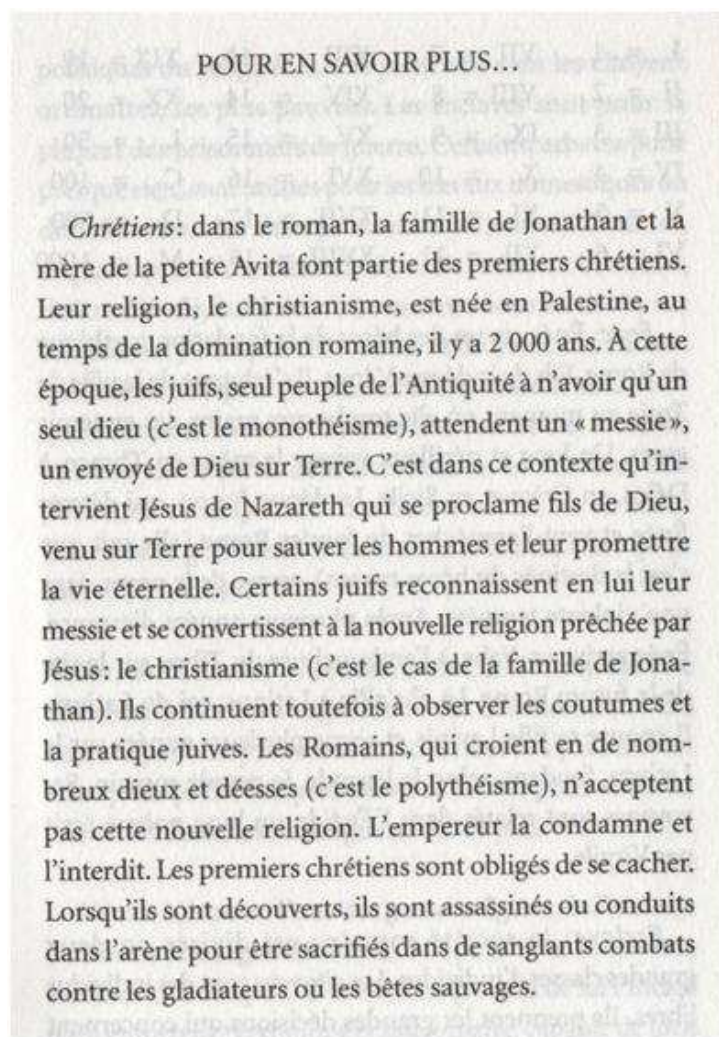 POUR EN SAVOIR PLUS…
Chrétiens: dans le roman, la famille de Jonathan et la
mère de la petite Avita font partie des premiers chrétiens.
Leur religion, le christianisme, est née en Palestine, au
temps de la domination romaine, il y a 2 000 ans. À cette
époque, les juifs, seul peuple de l'Antiquité à n'avoir qu'un
seul dieu (c'est le monothéisme), attendent un « messie »,
un envoyé de Dieu sur Terre. C'est dans ce contexte qu'in-
tervient Jésus de Nazareth qui se proclame fils de Dieu,
venu sur Terre pour sauver les hommes et leur promettre
la vie éternelle. Certains juifs reconnaissent en lui leur
messie et se convertissent à la nouvelle religion prêchée par
Jésus: le christianisme (c'est le cas de la famille de Jona-
than). Ils continuent toutefois à observer les coutumes et
la pratique juives. Les Romains, qui croient en de nom-
breux dieux et déesses (c'est le polythéisme), n'acceptent
pas cette nouvelle religion. L'empereur la condamne et
l'interdit. Les premiers chrétiens sont obligés de se cacher.
Lorsqu'ils sont découverts, ils sont assassinés ou conduits
dans l'arène pour être sacrifiés dans de sanglants combats
contre les gladiateurs ou les bêtes sauvages.